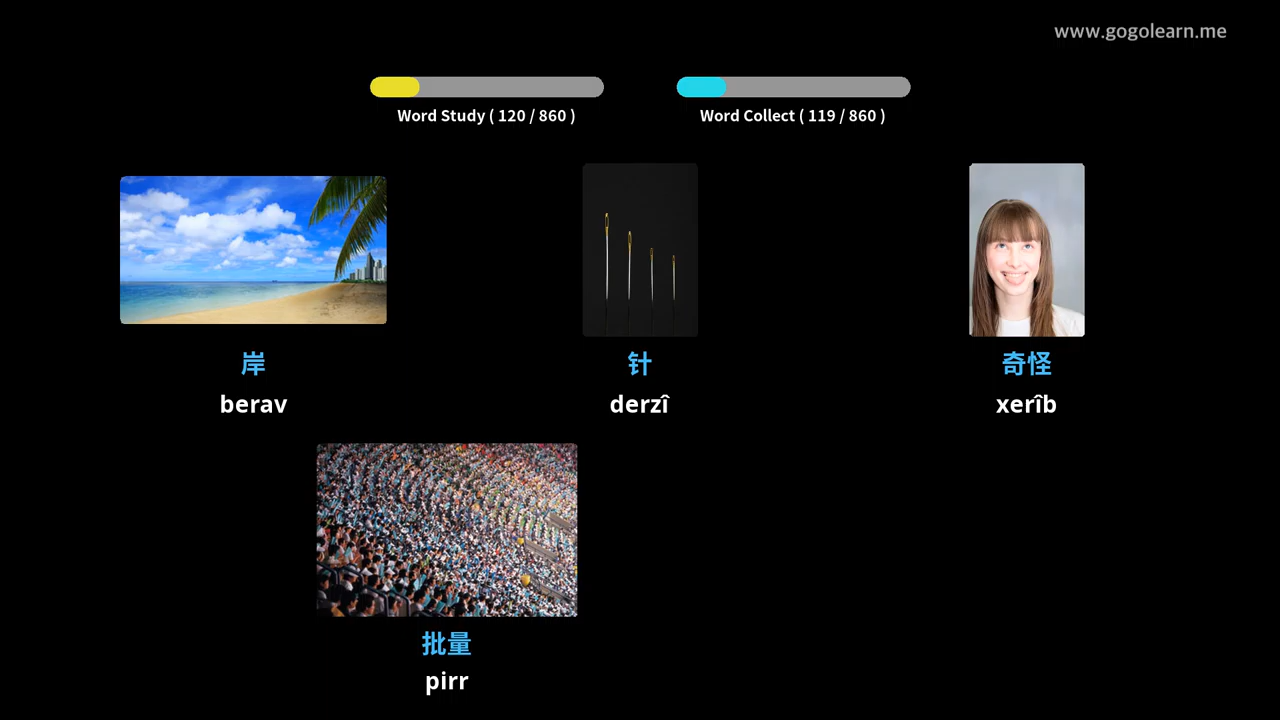 www.gogolearn.me
Word Study ( 120 / 860 )
Word Collect ( 119 / 860 )
岸
berav
针
derzî
奇怪
xerîb
批量
pirr